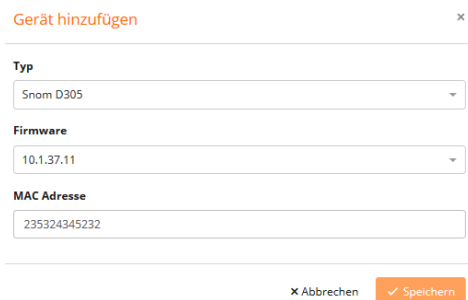 Gerät hinzufügen ×
Typ
Snom D305
Firmware
10.1.37.11
MAC Adresse
235324345232
× Abbrechen ✓ Speichern